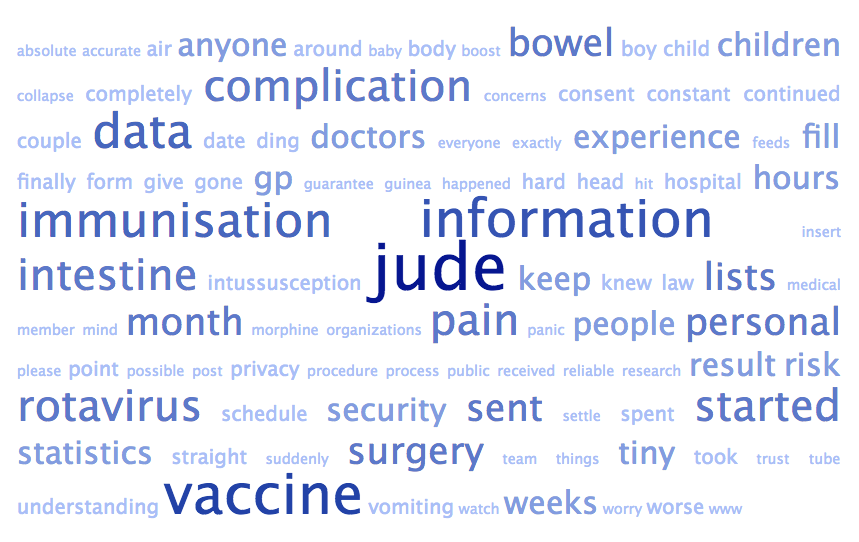 absolute accurate air anyone around baby body boost bowel boy child children
collapse completely complication concerns consent constant continued
couple data date ding doctors everyone exactly experience feeds fill
finally form give gone gp guarantee guinea happened hard head hit hospital hours
immunisation information insert
intestine intussusception jude keep knew law lists medical
member mind month morphine organizations pain panic people personal
please point possible post privacy procedure process public received reliable research result risk
rotavirus schedule security sent settle spent started
statistics straight suddenly surgery team things tiny took trust tube
understanding vaccine vomiting watch weeks worry worse www